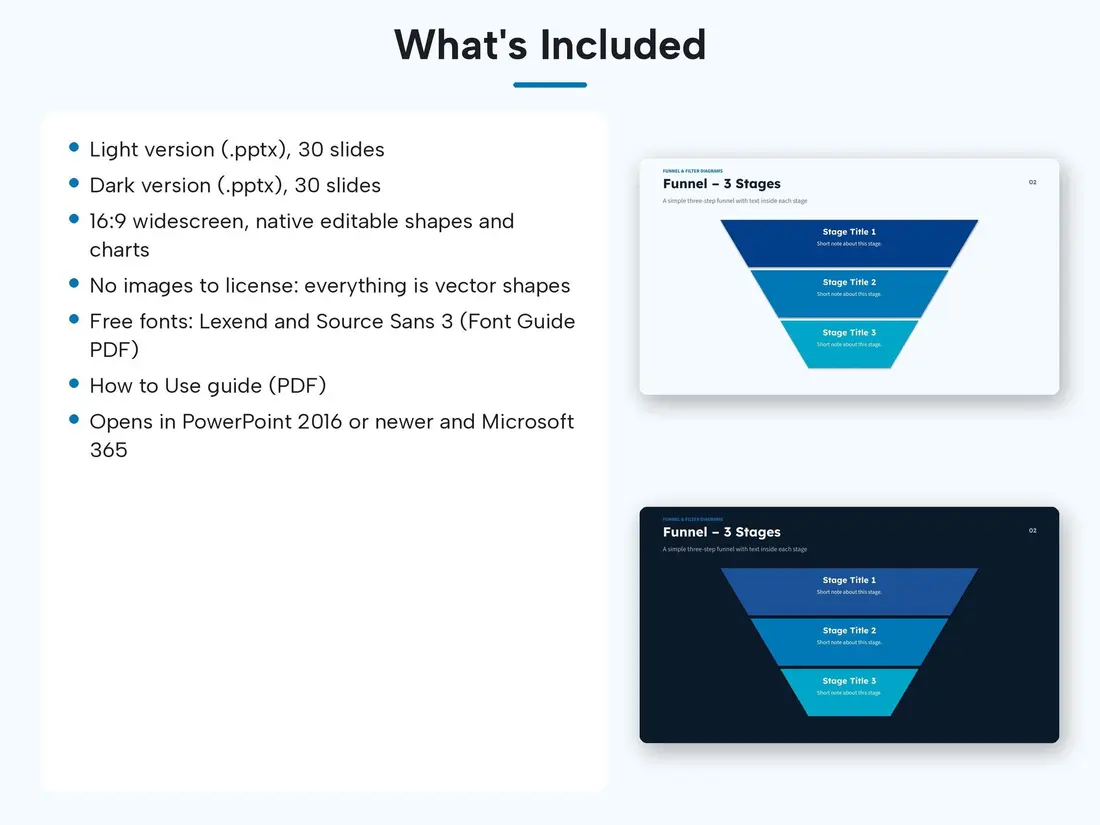 What's Included
Light version (.pptx), 30 slides
Dark version (.pptx), 30 slides
16:9 widescreen, native editable shapes and
charts
No images to license: everything is vector shapes
Free fonts: Lexend and Source Sans 3 (Font Guide
PDF)
How to Use guide (PDF)
Opens in PowerPoint 2016 or newer and Microsoft
365
FUNNEL & FILTER DIAGRAMS
Funnel – 3 Stages
02
A simple three-step funnel with text inside each stage
Stage Title 1
Short note about this stage.
Stage Title 2
Short note about this stage.
Stage Title 3
Short note about this stage.
FUNNEL & FILTER DIAGRAMS
Funnel – 3 Stages
02
A simple three-step funnel with text inside each stage
Stage Title 1
Short note about this stage.
Stage Title 2
Short note about this stage.
Stage Title 3
Short note about this stage.